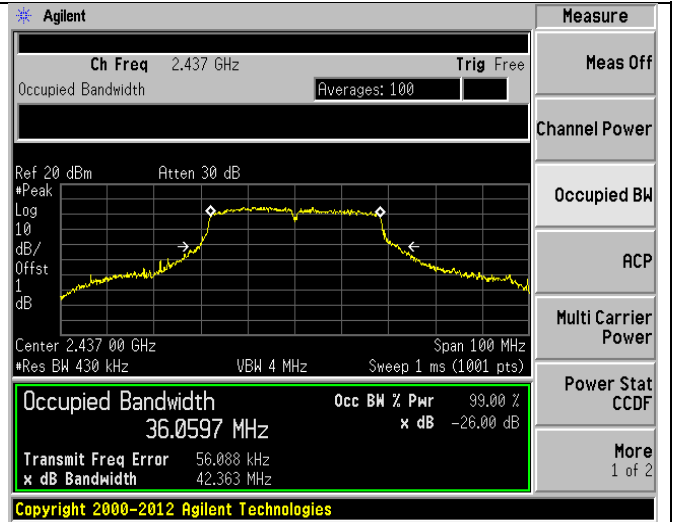 Agilent
Measure
Ch Freq 2.437 GHz Trig Free
Occupied Bandwidth Averages: 100
Meas Off
Channel Power
Occupied BW
ACP
Multi Carrier
Power
Power Stat
CCDF
More
1 of 2
Ref 20 dBm Atten 30 dB
#Peak
Log
10
dB/
Offst
1
dB
Center 2.437 00 GHz Span 100 MHz
#Res BW 430 kHz VBW 4 MHz Sweep 1 ms (1001 pts)
Occupied Bandwidth Occ BW % Pwr 99.00 %
36.0597 MHz x dB -26.00 dB
Transmit Freq Error 56.088 kHz
x dB Bandwidth 42.363 MHz
Copyright 2000-2012 Agilent Technologies